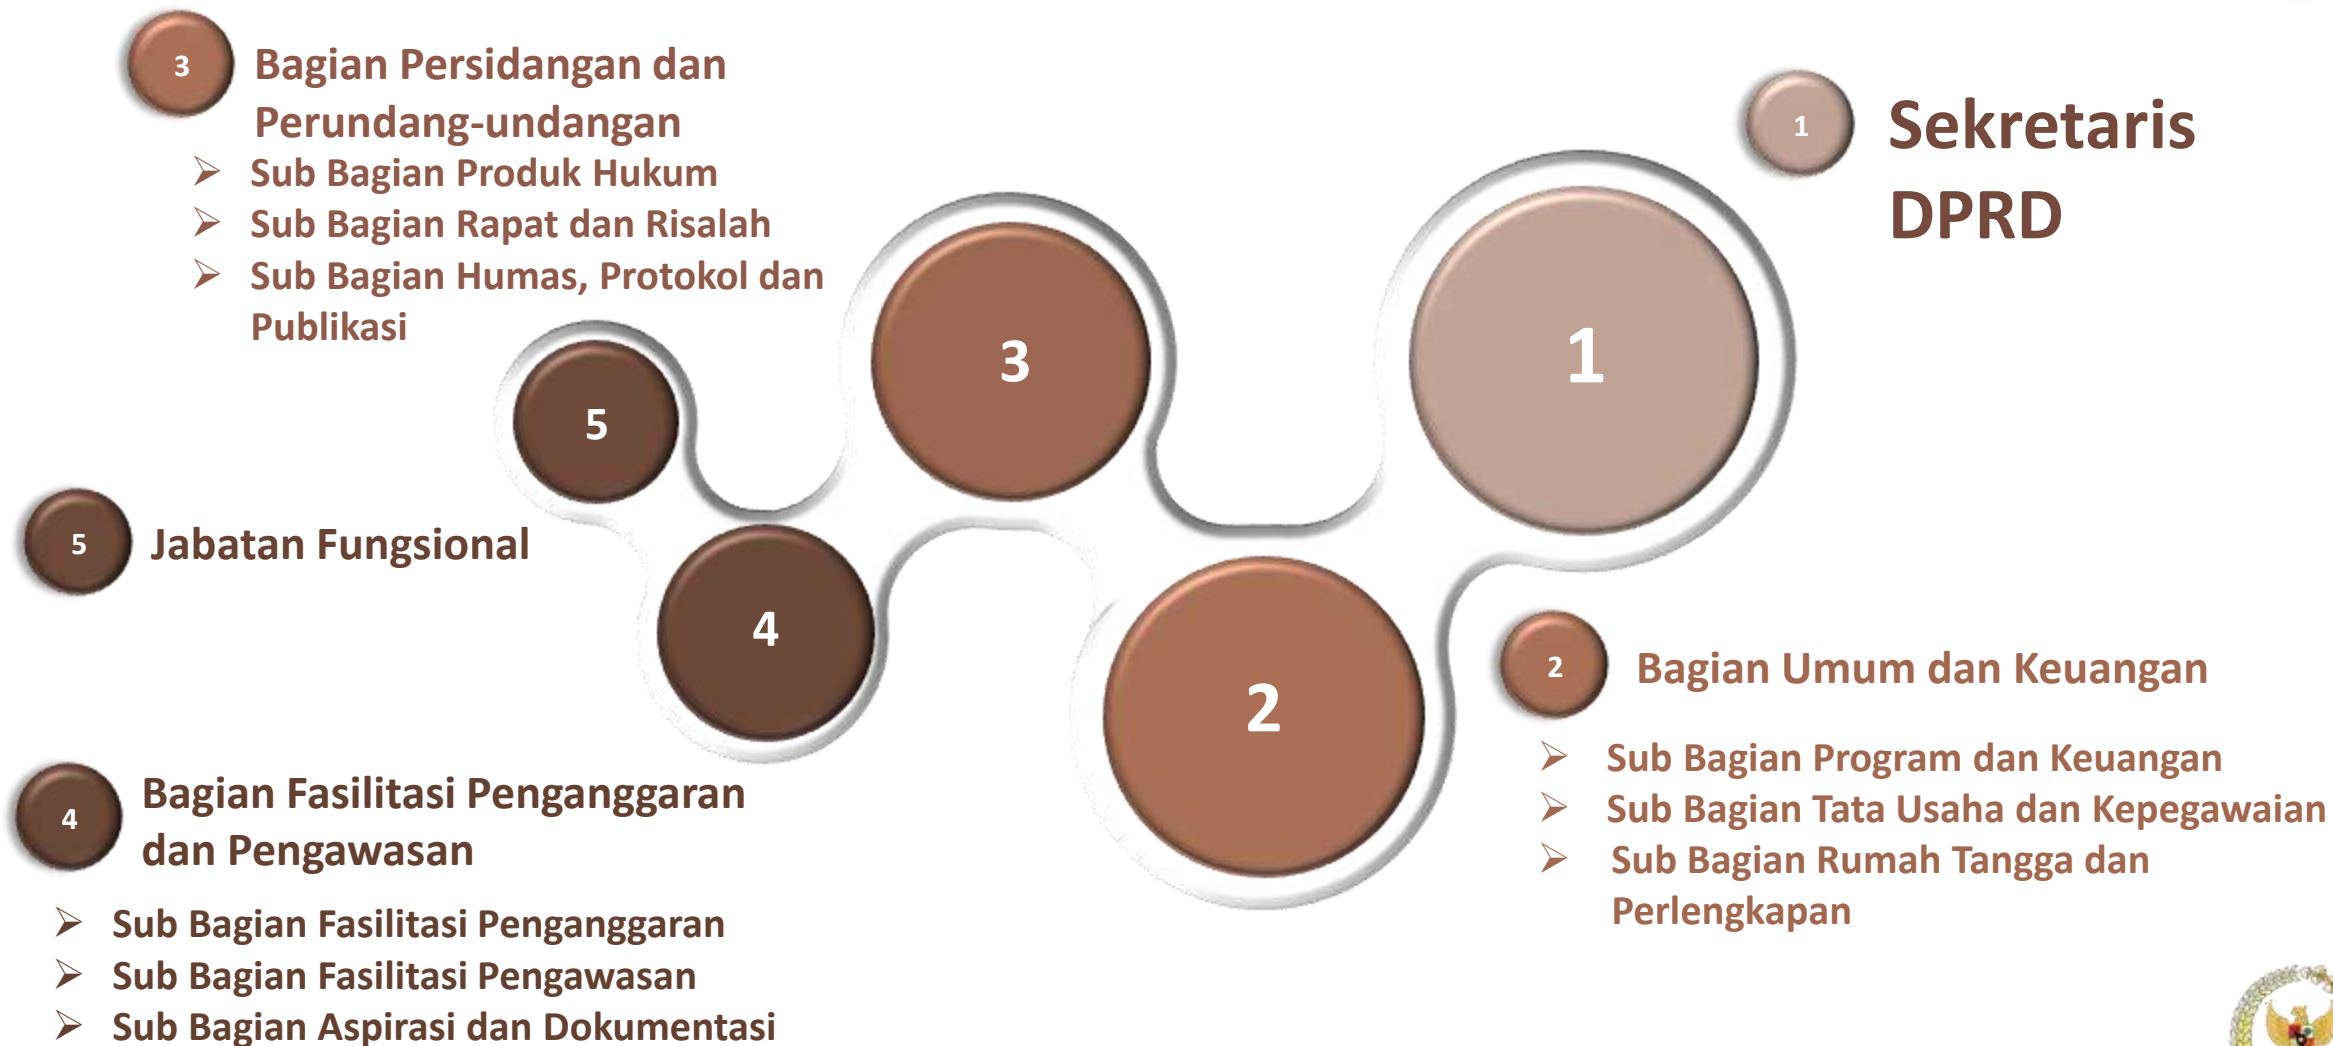 3
Bagian Persidangan dan
Perundang-undangan
➢ Sub Bagian Produk Hukum
➢ Sub Bagian Rapat dan Risalah
➢ Sub Bagian Humas, Protokol dan
Publikasi
1
Sekretaris
DPRD
3
1
5
5
Jabatan Fungsional
4
2
2
Bagian Umum dan Keuangan
➢ Sub Bagian Program dan Keuangan
➢ Sub Bagian Tata Usaha dan Kepegawaian
➢ Sub Bagian Rumah Tangga dan
Perlengkapan
4
Bagian Fasilitasi Penganggaran
dan Pengawasan
➢ Sub Bagian Fasilitasi Penganggaran
➢ Sub Bagian Fasilitasi Pengawasan
➢ Sub Bagian Aspirasi dan Dokumentasi